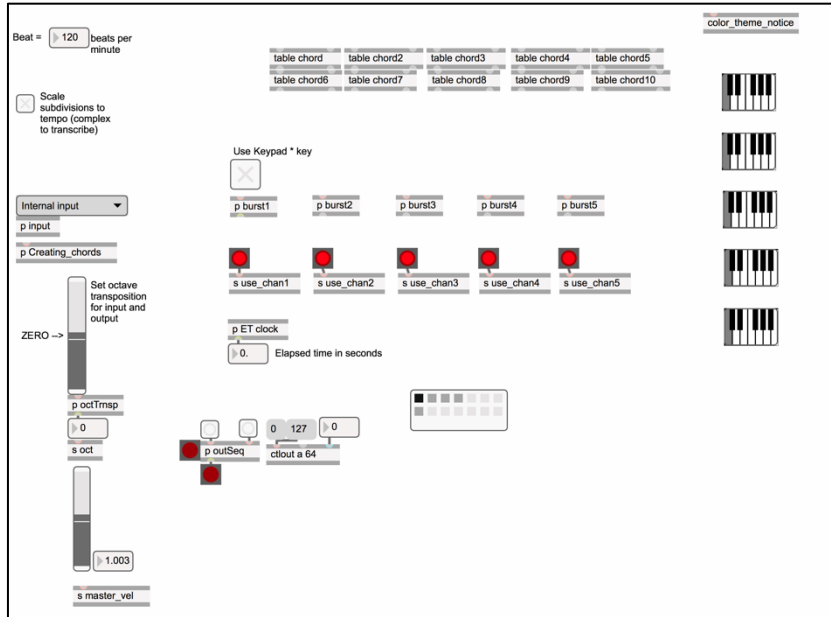 color_theme_notice
Beat = 120 beats per
minute
table chord table chord2 table chord3 table chord4 table chord5
table chord6 table chord7 table chord8 table chord9 table chord10
Scale
subdivisions to
tempo (complex
to transcribe)
Use Keypad * key
Internal input
p burst1 p burst2 p burst3 p burst4 p burst5
p input
p Creating_chords
s use_chan1 s use_chan2 s use_chan3 s use_chan4 s use_chan5
Set octave
transposition
for input and
output
ZERO -->
p ET clock
0. Elapsed time in seconds
p octTrnsp
0
0 127 0
s oct
p outSeq ctlout a 64
1.003
s master_vel